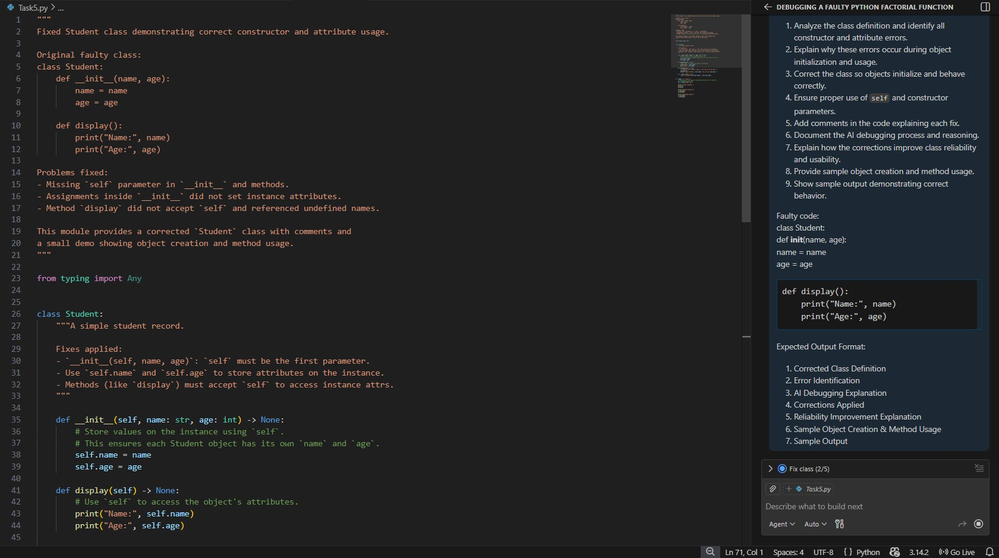 Task5.py > ...
1 """
2 Fixed Student class demonstrating correct constructor and attribute usage.
3
4 Original faulty class:
5 class Student:
6     def __init__(name, age):
7         name = name
8         age = age
9
10     def display():
11         print("Name:", name)
12         print("Age:", age)
13
14 Problems fixed:
15 - Missing `self` parameter in `__init__` and methods.
16 - Assignments inside `__init__` did not set instance attributes.
17 - Method `display` did not accept `self` and referenced undefined names.
18
19 This module provides a corrected `Student` class with comments and
20 a small demo showing object creation and method usage.
21 """
22
23 from typing import Any
24
25
26 class Student:
27     """A simple student record.
28
29     Fixes applied:
30     - `__init__(self, name, age)`: `self` must be the first parameter.
31     - Use `self.name` and `self.age` to store attributes on the instance.
32     - Methods (like `display`) must accept `self` to access instance attrs.
33     """
34
35     def __init__(self, name: str, age: int) -> None:
36         # Store values on the instance using `self`.
37         # This ensures each Student object has its own `name` and `age`.
38         self.name = name
39         self.age = age
40
41     def display(self) -> None:
42         # Use `self` to access the object's attributes.
43         print("Name:", self.name)
44         print("Age:", self.age)
45
DEBUGGING A FAULTY PYTHON FACTORIAL FUNCTION
1. Analyze the class definition and identify all
constructor and attribute errors.
2. Explain why these errors occur during object
initialization and usage.
3. Correct the class so objects initialize and behave
correctly.
4. Ensure proper use of self and constructor
parameters.
5. Add comments in the code explaining each fix.
6. Document the AI debugging process and reasoning.
7. Explain how the corrections improve class reliability
and usability.
8. Provide sample object creation and method usage.
9. Show sample output demonstrating correct
behavior.
Faulty code:
class Student:
def init(name, age):
name = name
age = age
def display():
    print("Name:", name)
    print("Age:", age)
Expected Output Format:
1. Corrected Class Definition
2. Error Identification
3. AI Debugging Explanation
4. Corrections Applied
5. Reliability Improvement Explanation
6. Sample Object Creation & Method Usage
7. Sample Output
Fix class (2/5)
+ Task5.py
Describe what to build next
Agent Auto
Ln 71, Col 1 Spaces: 4 UTF-8 {} Python 3.14.2 Go Live